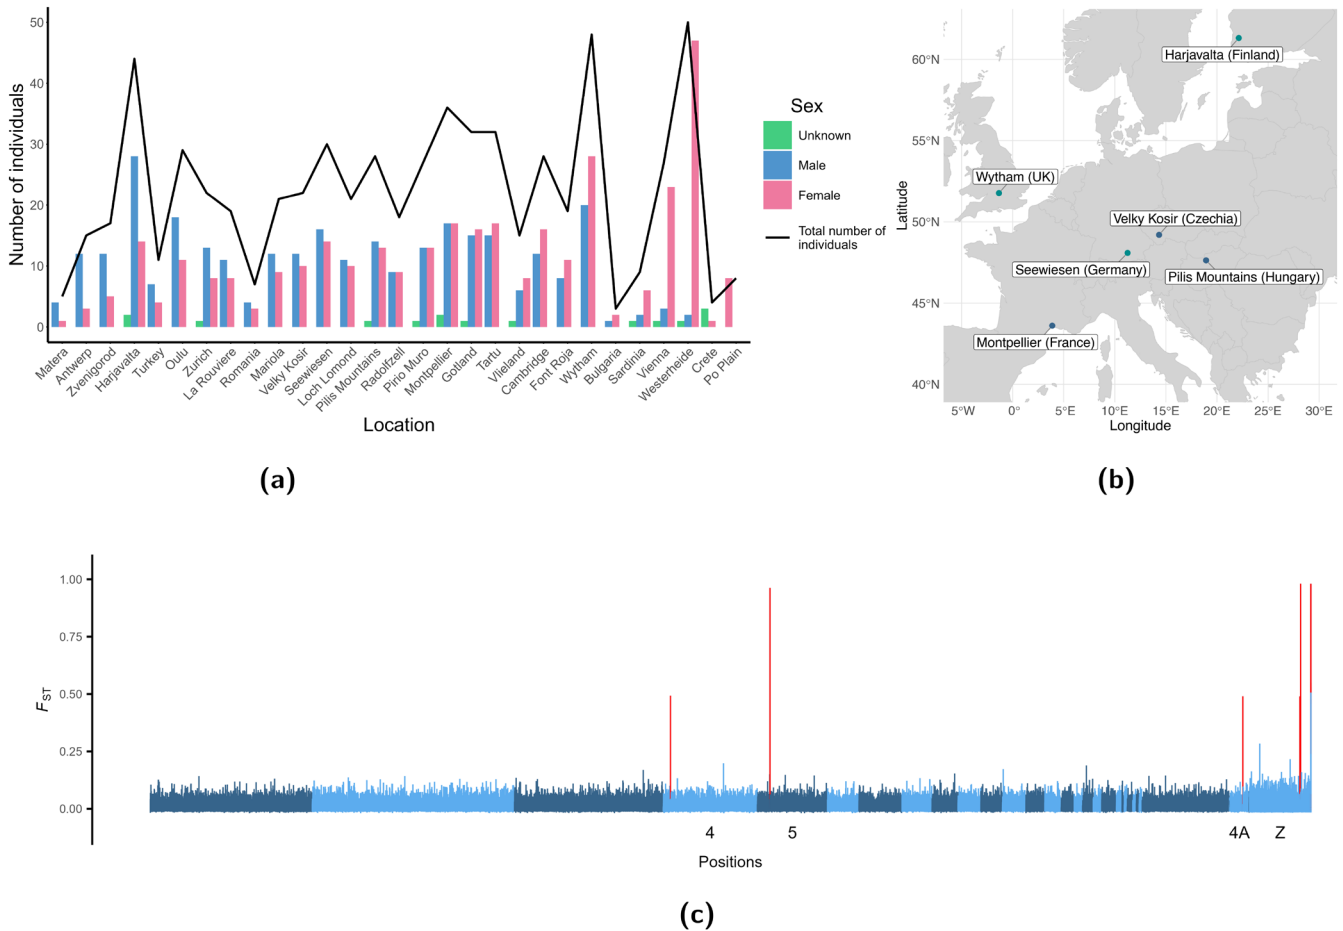 50
40
30
20
10
0
Number of individuals
Matera
Antwerp
Zvenigorod
Harjavalta
Turkey
Oulu
Zurich
La Rouviere
Romania
Mariola
Velky Kosir
Seewiesen
Loch Lomond
Pilis Mountains
Radolfzell
Pirio Muro
Montpellier
Gotland
Tartu
Vlieland
Cambridge
Font Roja
Wytham
Bulgaria
Sardinia
Vienna
Westerheide
Crete
Po Plain
Location
Sex
Unknown
Male
Female
Total number of
individuals
(a)
60°N
55°N
50°N
45°N
40°N
Latitude
Harjavalta (Finland)
Wytham (UK)
Velky Kosir (Czechia)
Seewiesen (Germany)
Pilis Mountains (Hungary)
Montpellier (France)
5°W
0°
5°E
10°E
15°E
20°E
25°E
30°E
Longitude
(b)
1.00
0.75
0.50
0.25
0.00
FST
4
5
4A
Z
Positions
(c)